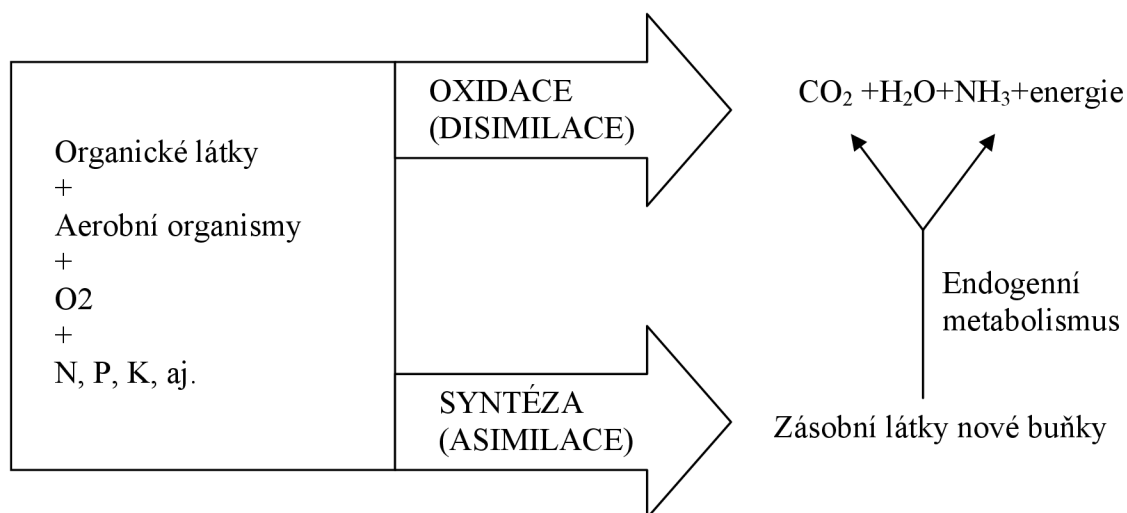 Organické látky
+
Aerobní organismy
+
O2
+
N, P, K, aj.
OXIDACE
(DISIMILACE)
SYNTÉZA
(ASIMILACE)
CO₂ +H₂O+NH₃+energie
Endogenní
metabolismus
Zásobní látky nové buňky